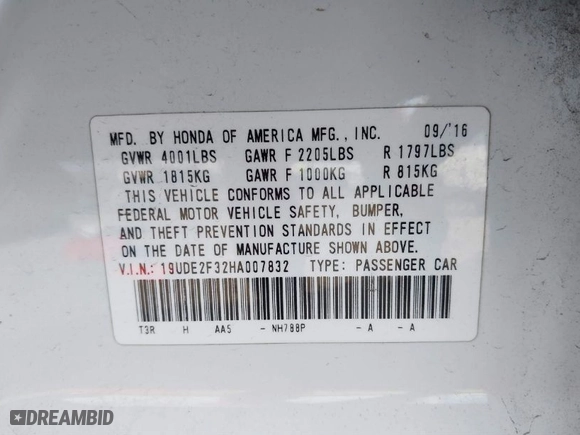 MFD. BY HONDA OF AMERICA MFG., INC. 09/'16
GVWR 4001LBS GAWR F 2205LBS R 1797LBS
GVWR 1815KG GAWR F 1000KG R 815KG
THIS VEHICLE CONFORMS TO ALL APPLICABLE
FEDERAL MOTOR VEHICLE SAFETY, BUMPER,
AND THEFT PREVENTION STANDARDS IN EFFECT
ON THE DATE OF MANUFACTURE SHOWN ABOVE.
V.I.N.: 19UDE2F32HA007832 TYPE: PASSENGER CAR
T3R H AA5 - NH788P - A - A
DREAMBID